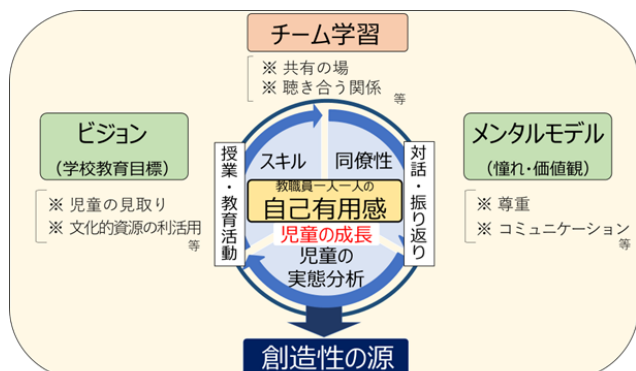 チーム学習
※ 共有の場
※ 聴き合う関係
等
ビジョン
(学校教育目標)
※ 児童の見取り
※ 文化的資源の利活用
等
授業・教育活動
スキル
同僚性
教職員一人一人の
自己有用感
児童の成長
児童の
実態分析
対話・振り返り
メンタルモデル
(憧れ・価値観)
※ 尊重
※ コミュニケーション
等
創造性の源